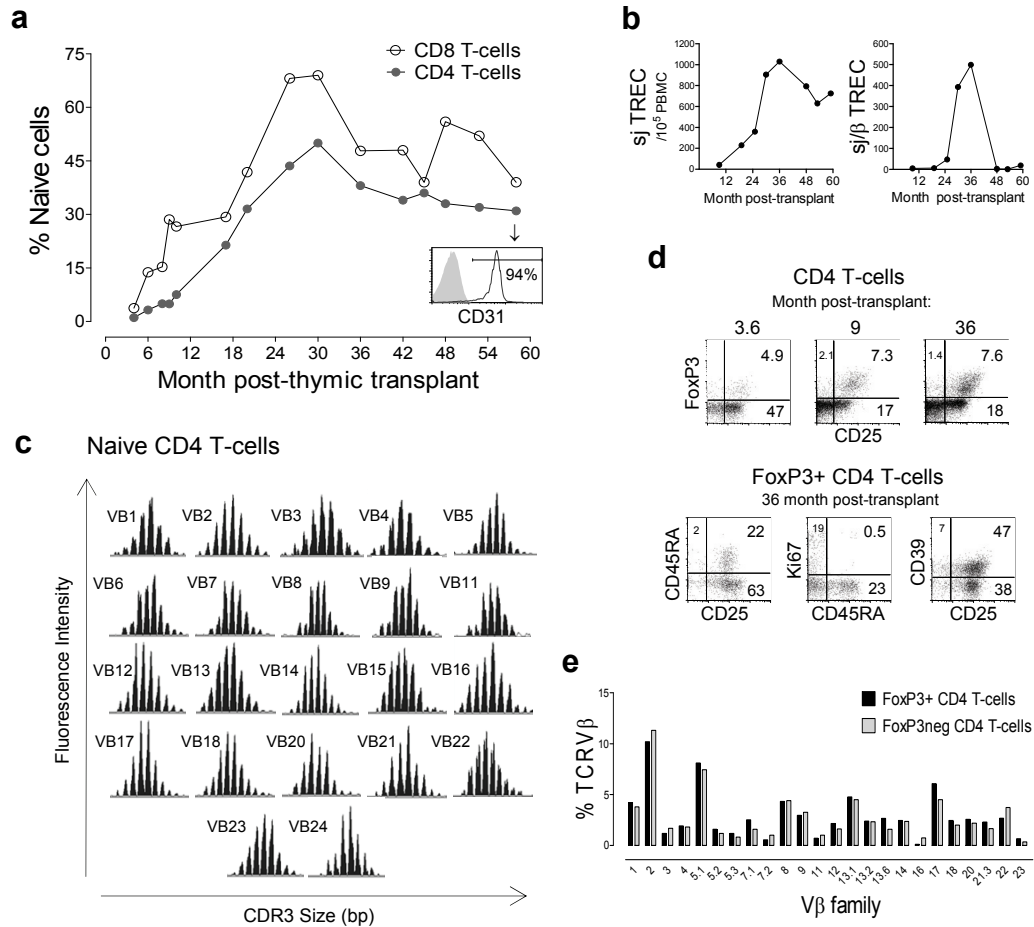 a
CD8 T-cells
CD4 T-cells
% Naive cells
75
60
45
30
15
0
94%
CD31
0 6 12 18 24 30 36 42 48 54 60
Month post-thymic transplant
b
sj TREC
/10⁵ PBMC
1200
1000
800
600
400
200
0
12 24 36 48 60
Month post-transplant
sj/β TREC
600
500
400
300
200
100
0
12 24 36 48 60
Month post-transplant
c Naive CD4 T-cells
Fluorescence Intensity
VB1 VB2 VB3 VB4 VB5
VB6 VB7 VB8 VB9 VB11
VB12 VB13 VB14 VB15 VB16
VB17 VB18 VB20 VB21 VB22
VB23 VB24
CDR3 Size (bp)
d
CD4 T-cells
Month post-transplant:
3.6 9 36
FoxP3
4.9 2.1 7.3 1.4 7.6
47 17 18
CD25
FoxP3+ CD4 T-cells
36 month post-transplant
CD45RA
2 22
63
CD25
Ki67
19 0.5
23
CD45RA
CD39
7 47
38
CD25
e
% TCRVβ
15
10
5
0
FoxP3+ CD4 T-cells
FoxP3neg CD4 T-cells
1 2 3 4 5.1 5.2 5.3 7.1 7.2 8 9 11 12 13.1 13.2 13.6 14 16 17 18 20 21.3 22 23
Vβ family